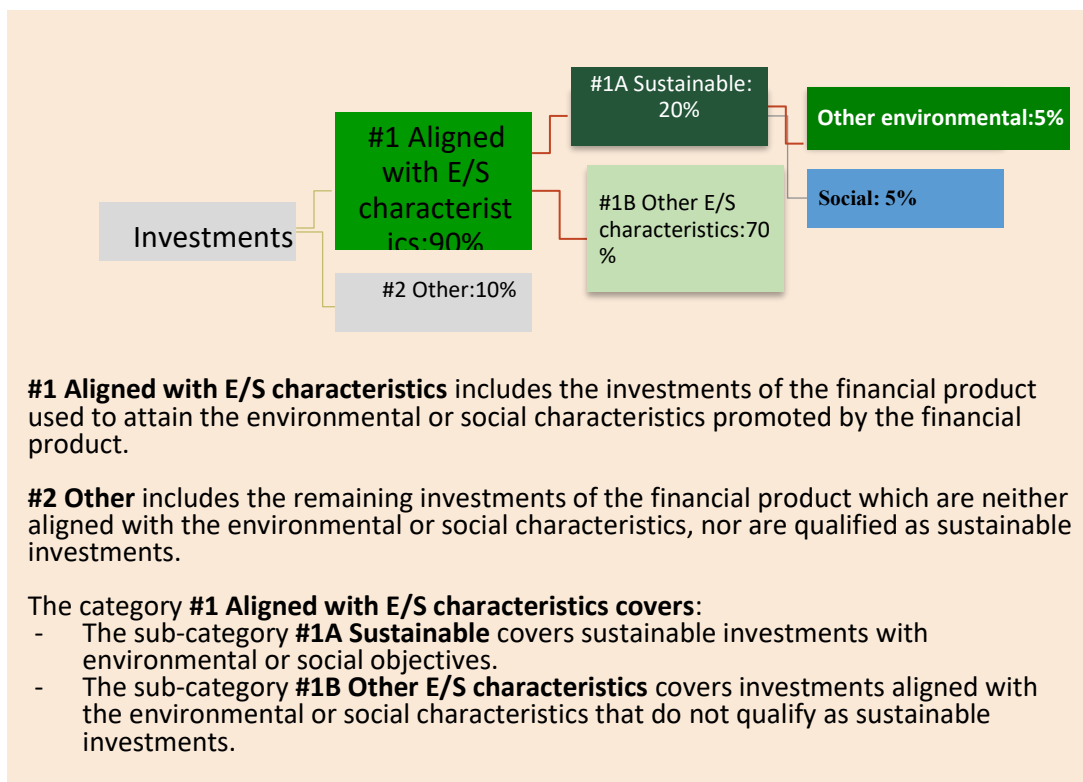 #1A Sustainable:
20%
Other environmental:5%
#1 Aligned
with E/S
characterist
ics:90%
#1B Other E/S
characteristics:70
%
Social: 5%
Investments
#2 Other:10%
#1 Aligned with E/S characteristics includes the investments of the financial product
used to attain the environmental or social characteristics promoted by the financial
product.
#2 Other includes the remaining investments of the financial product which are neither
aligned with the environmental or social characteristics, nor are qualified as sustainable
investments.
The category #1 Aligned with E/S characteristics covers:
- The sub-category #1A Sustainable covers sustainable investments with
environmental or social objectives.
- The sub-category #1B Other E/S characteristics covers investments aligned with
the environmental or social characteristics that do not qualify as sustainable
investments.